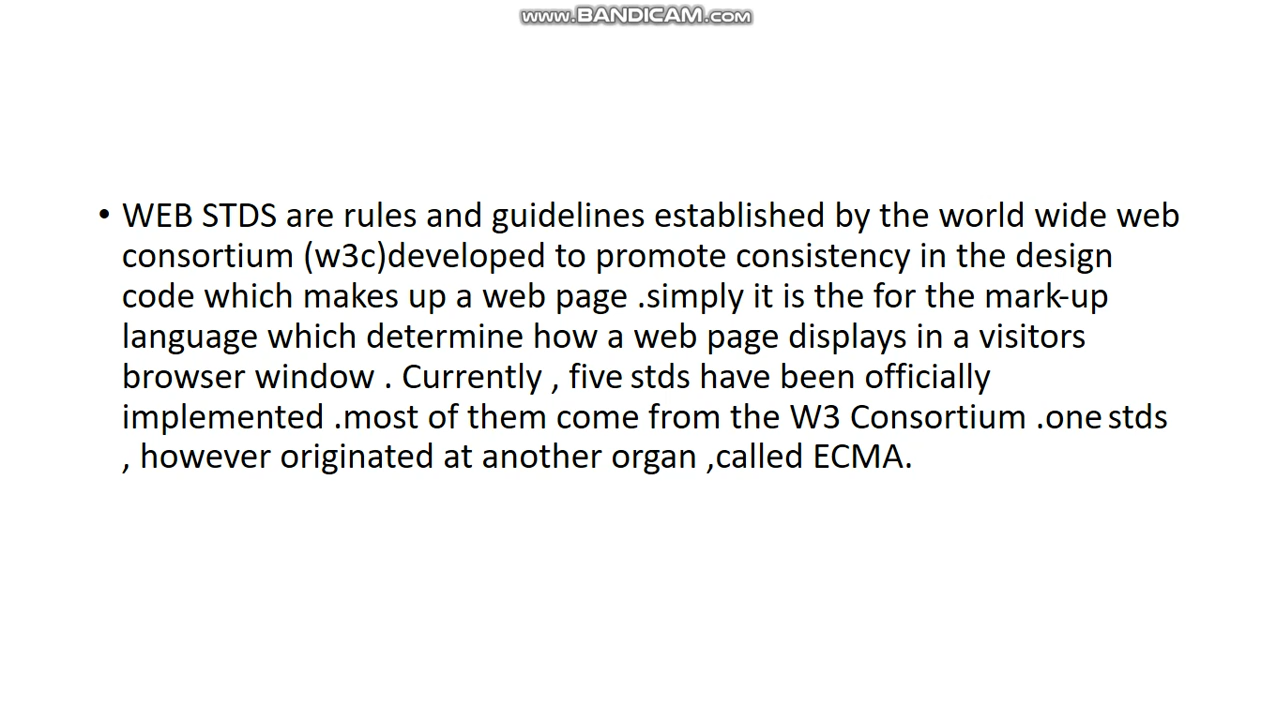 www.BANDICAM.com
• WEB STDS are rules and guidelines established by the world wide web
consortium (w3c)developed to promote consistency in the design
code which makes up a web page .simply it is the for the mark-up
language which determine how a web page displays in a visitors
browser window . Currently , five stds have been officially
implemented .most of them come from the W3 Consortium .one stds
, however originated at another organ ,called ECMA.